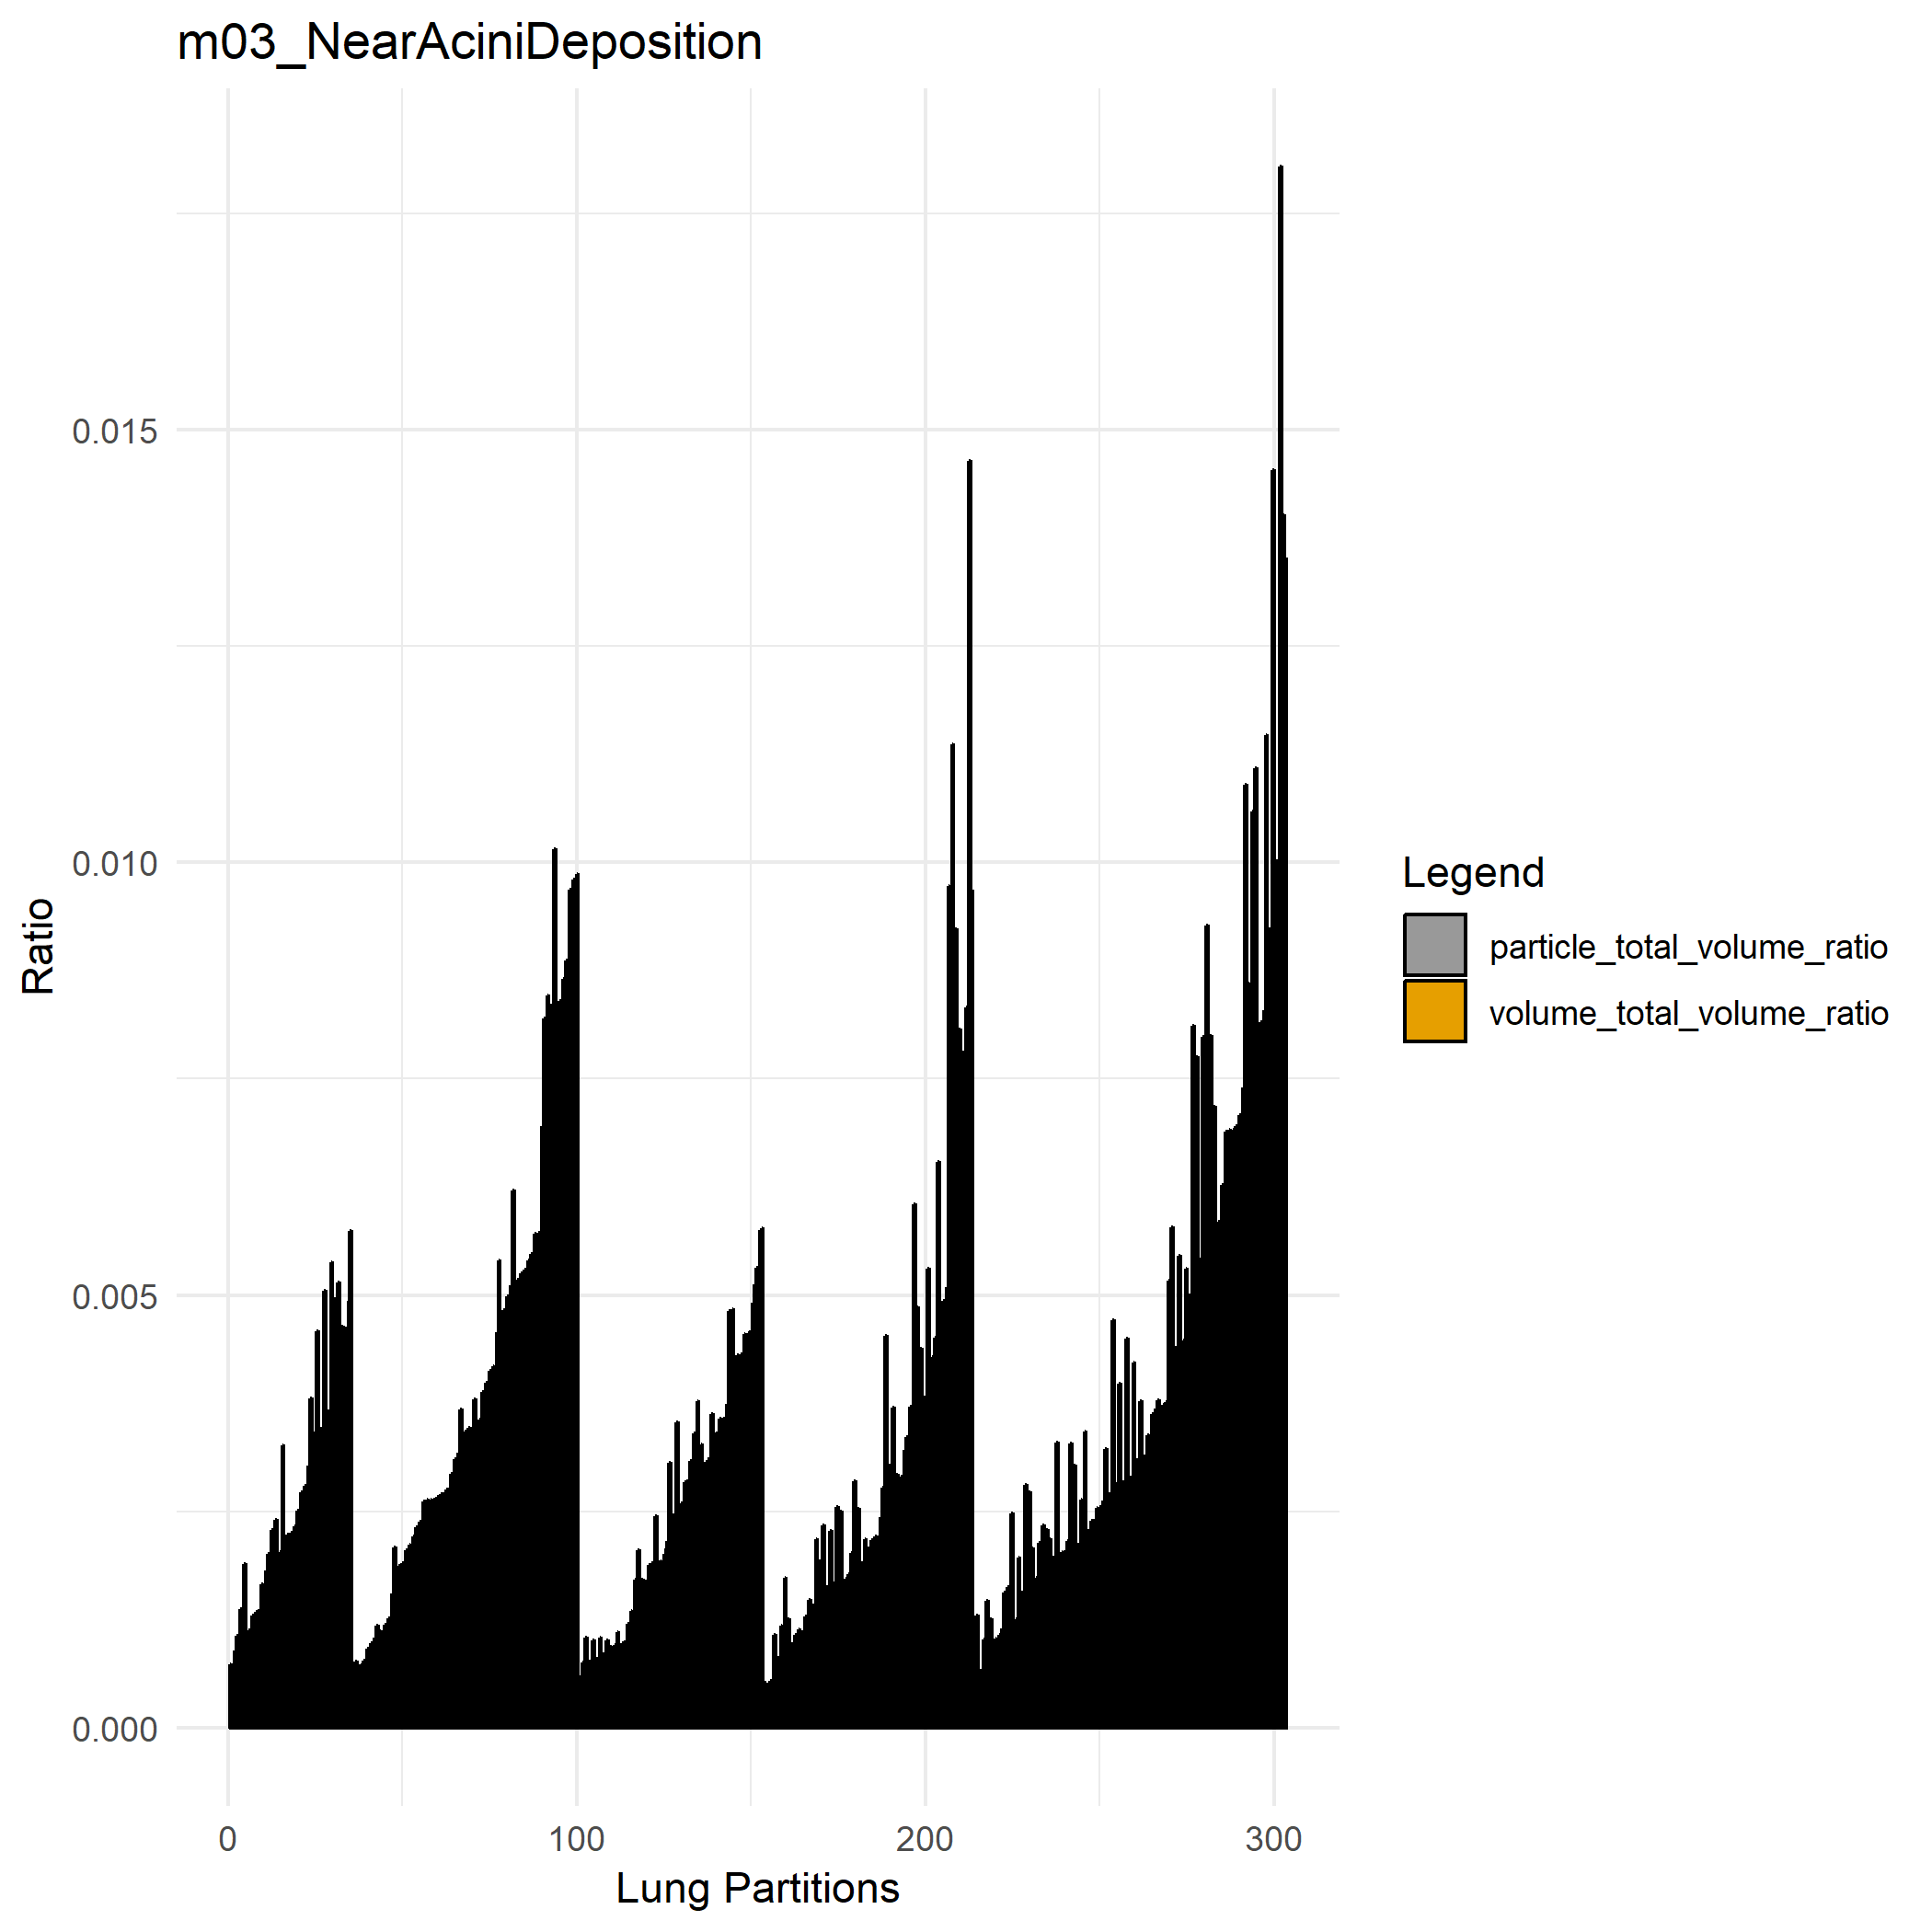 m03_NearAciniDeposition
0.015
0.010
0.005
0.000
Ratio
0 100 200 300
Lung Partitions
Legend
particle_total_volume_ratio
volume_total_volume_ratio